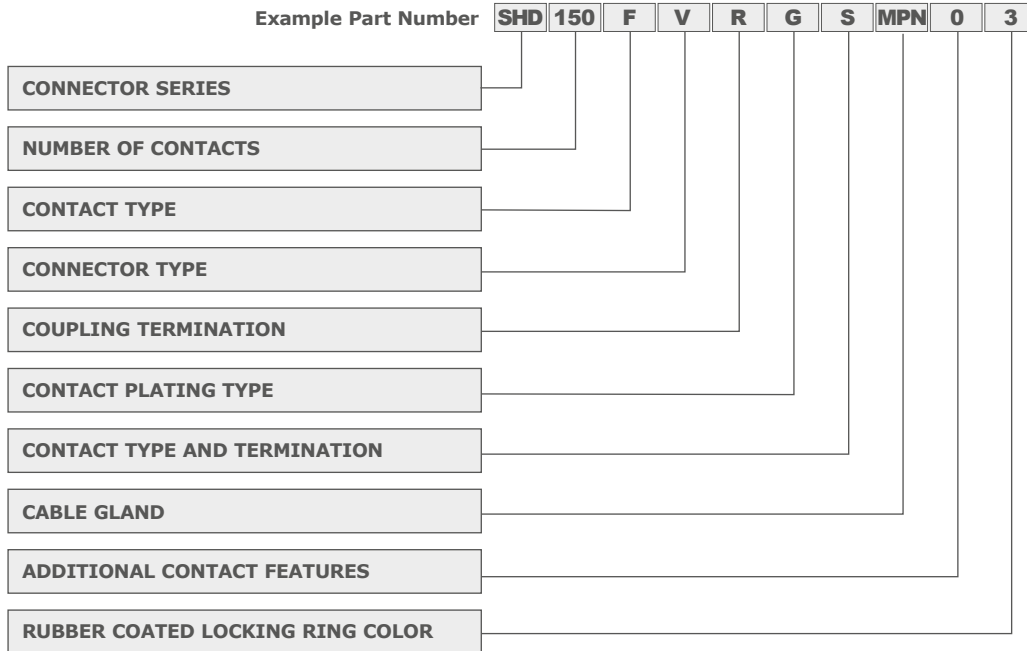 Example Part Number SHD 150 F V R G S MPN 0 3
CONNECTOR SERIES
NUMBER OF CONTACTS
CONTACT TYPE
CONNECTOR TYPE
COUPLING TERMINATION
CONTACT PLATING TYPE
CONTACT TYPE AND TERMINATION
CABLE GLAND
ADDITIONAL CONTACT FEATURES
RUBBER COATED LOCKING RING COLOR